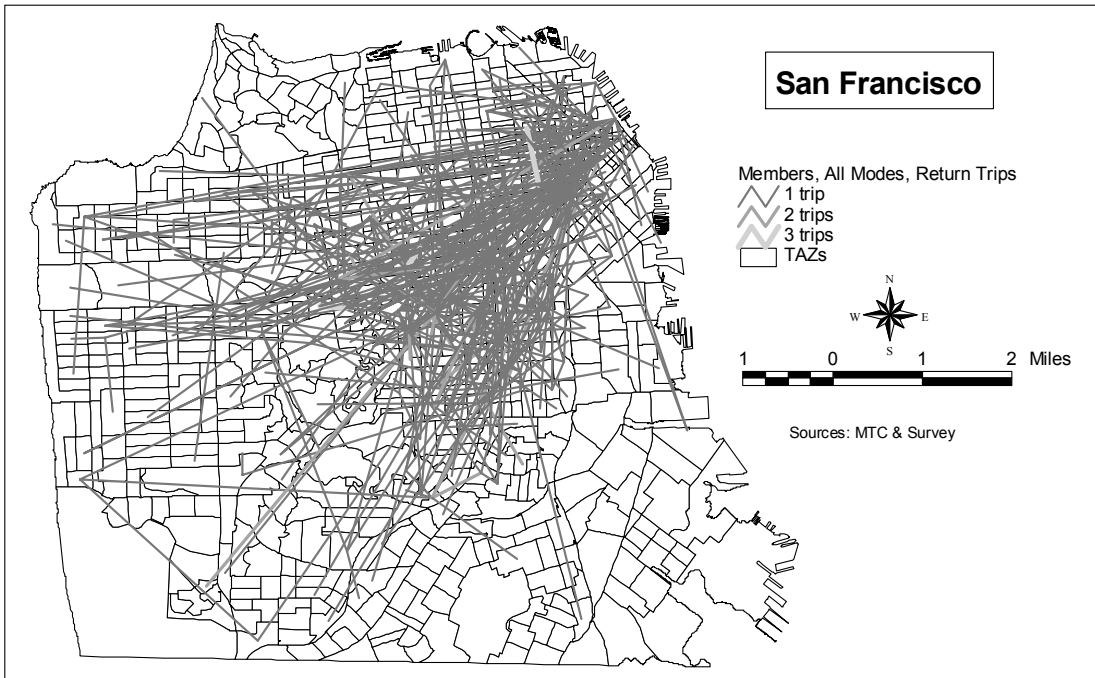 San Francisco
Members, All Modes, Return Trips
1 trip
2 trips
3 trips
TAZs
N
W E
S
1 0 1 2 Miles
Sources: MTC & Survey